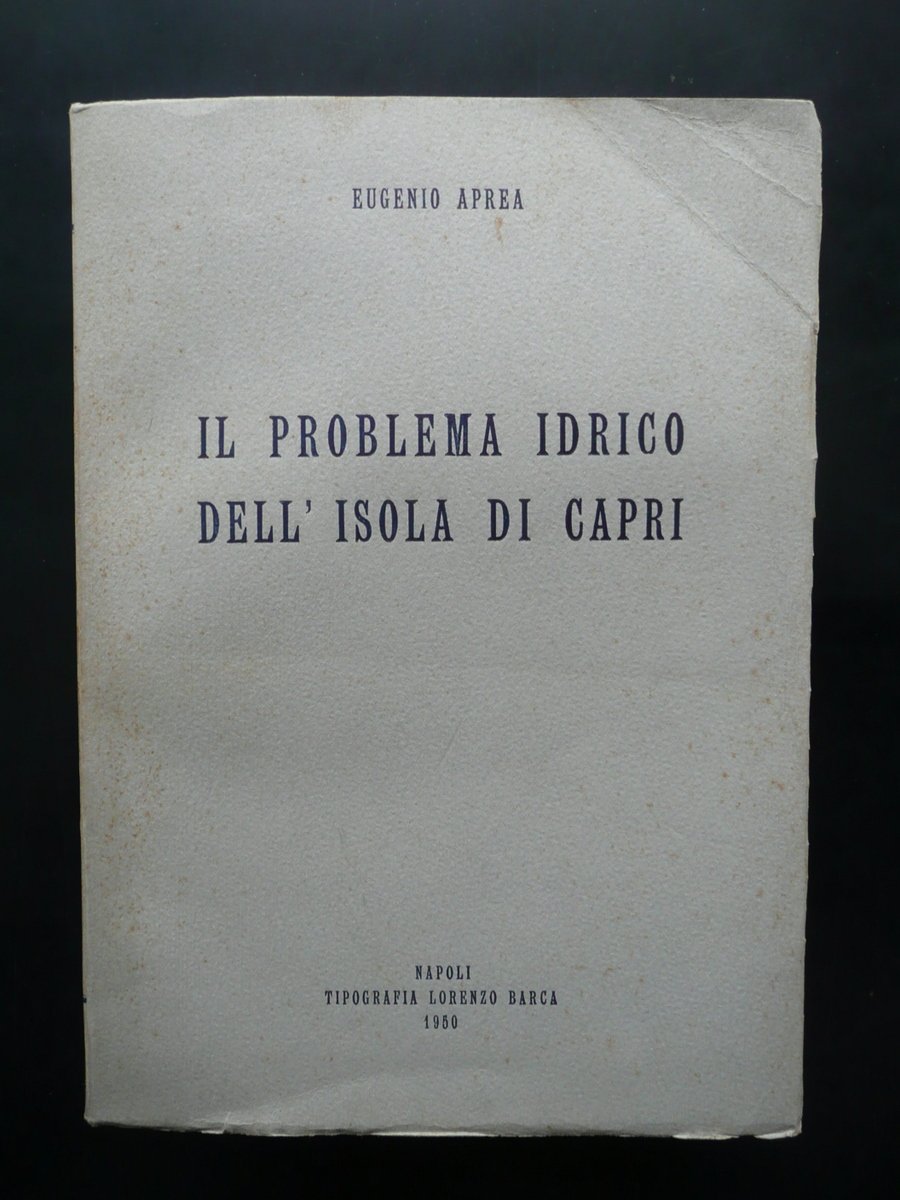 EUGENIO APREA
IL PROBLEMA IDRICO
DELL' ISOLA DI CAPRI
NAPOLI
TIPOGRAFIA LORENZO BARCA
1950